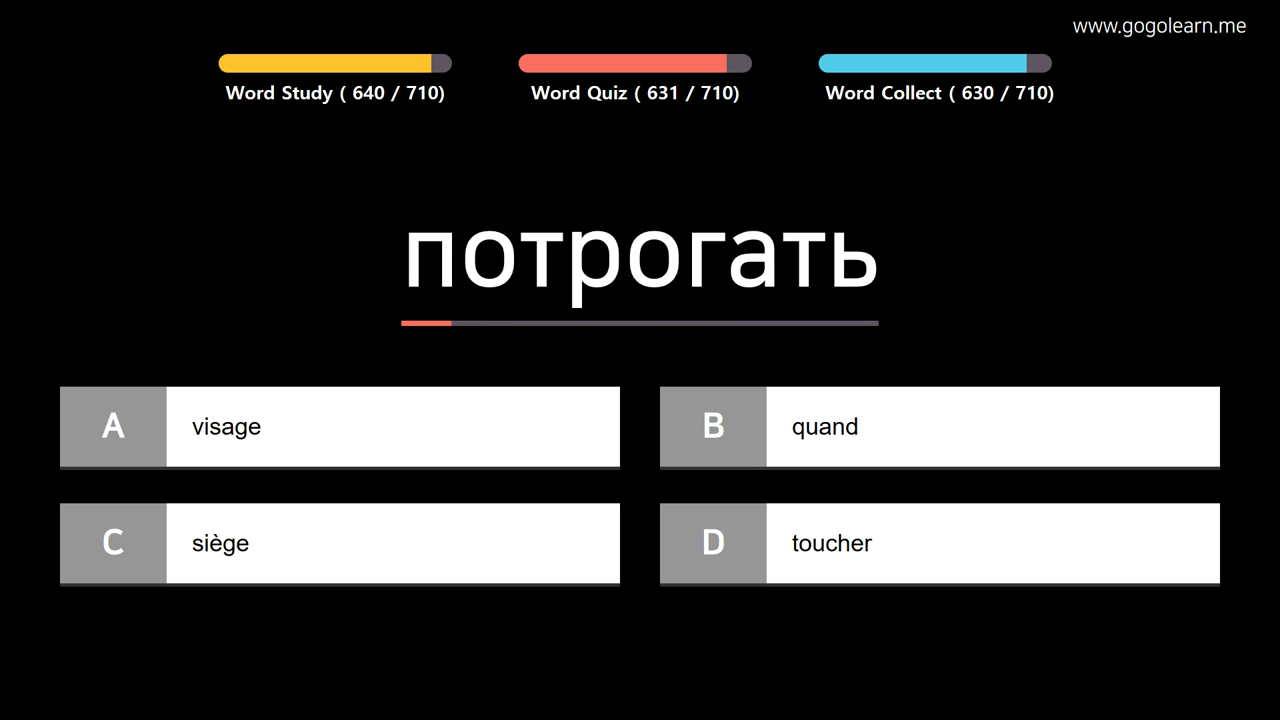 www.gogolearn.me
Word Study ( 640 / 710)
Word Quiz ( 631 / 710)
Word Collect ( 630 / 710)
потрогать
A visage
B quand
C siège
D toucher